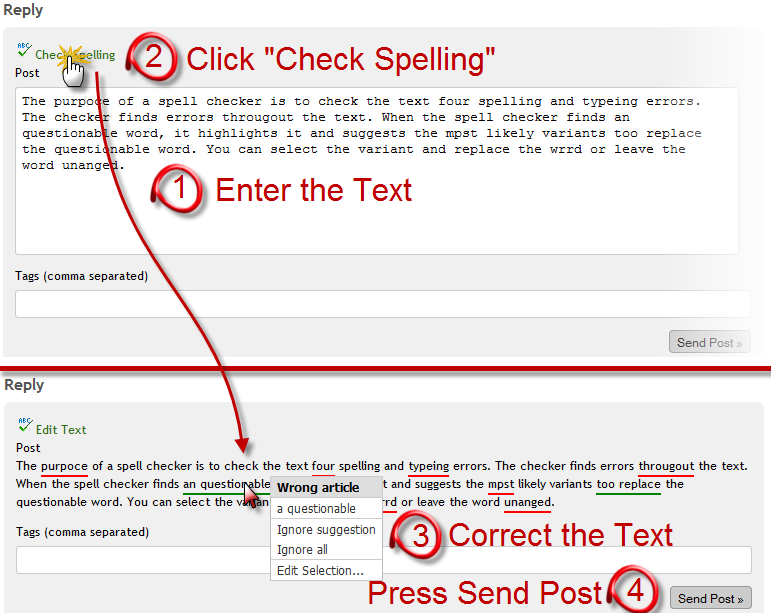 Reply
ABC
Check Spelling
2 Click "Check Spelling"
Post
The purpoce of a spell checker is to check the text four spelling and typeing errors.
The checker finds errors througout the text. When the spell checker finds an
questionable word, it highlights it and suggests the mpst likely variants too replace
the questionable word. You can select the variant and replace the wrrd or leave the
word unanged.
1 Enter the Text
Tags (comma separated)
Send Post »
Reply
ABC
Edit Text
Post
The purpoce of a spell checker is to check the text four spelling and typeing errors. The checker finds errors througout the text.
When the spell checker finds an questionable t and suggests the mpst likely variants too replace the
questionable word. You can select the varian rrd or leave the word unanged.
Wrong article
a questionable
Ignore suggestion
Ignore all
Edit Selection...
Tags (comma separated)
3 Correct the Text
Press Send Post 4
Send Post »